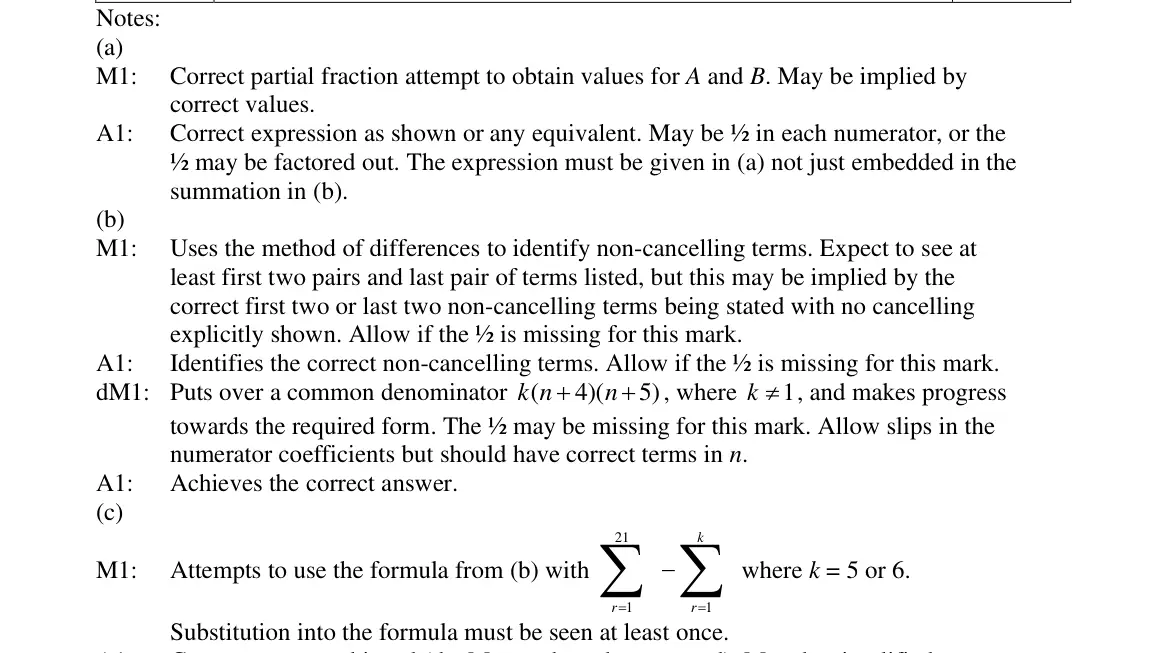 Notes:
(a)
M1: Correct partial fraction attempt to obtain values for A and B. May be implied by
correct values.
A1: Correct expression as shown or any equivalent. May be ½ in each numerator, or the
½ may be factored out. The expression must be given in (a) not just embedded in the
summation in (b).
(b)
M1: Uses the method of differences to identify non-cancelling terms. Expect to see at
least first two pairs and last pair of terms listed, but this may be implied by the
correct first two or last two non-cancelling terms being stated with no cancelling
explicitly shown. Allow if the ½ is missing for this mark.
A1: Identifies the correct non-cancelling terms. Allow if the ½ is missing for this mark.
dM1: Puts over a common denominator k(n+4)(n+5), where k ≠1, and makes progress
towards the required form. The ½ may be missing for this mark. Allow slips in the
numerator coefficients but should have correct terms in n.
A1: Achieves the correct answer.
(c)
21 k
M1: Attempts to use the formula from (b) with ∑ − ∑ where k = 5 or 6.
r=1 r=1
Substitution into the formula must be seen at least once.